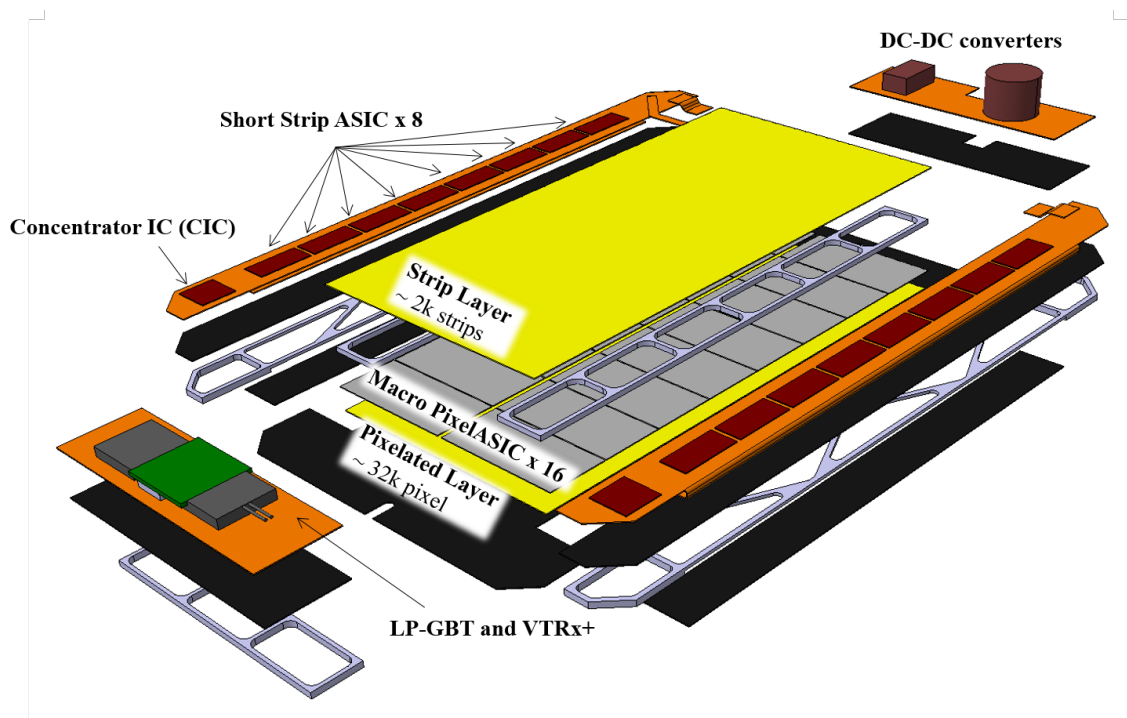 DC-DC converters
Short Strip ASIC x 8
Concentrator IC (CIC)
Strip Layer
~ 2k strips
Macro PixelASIC x 16
Pixelated Layer
~ 32k pixel
LP-GBT and VTRx+